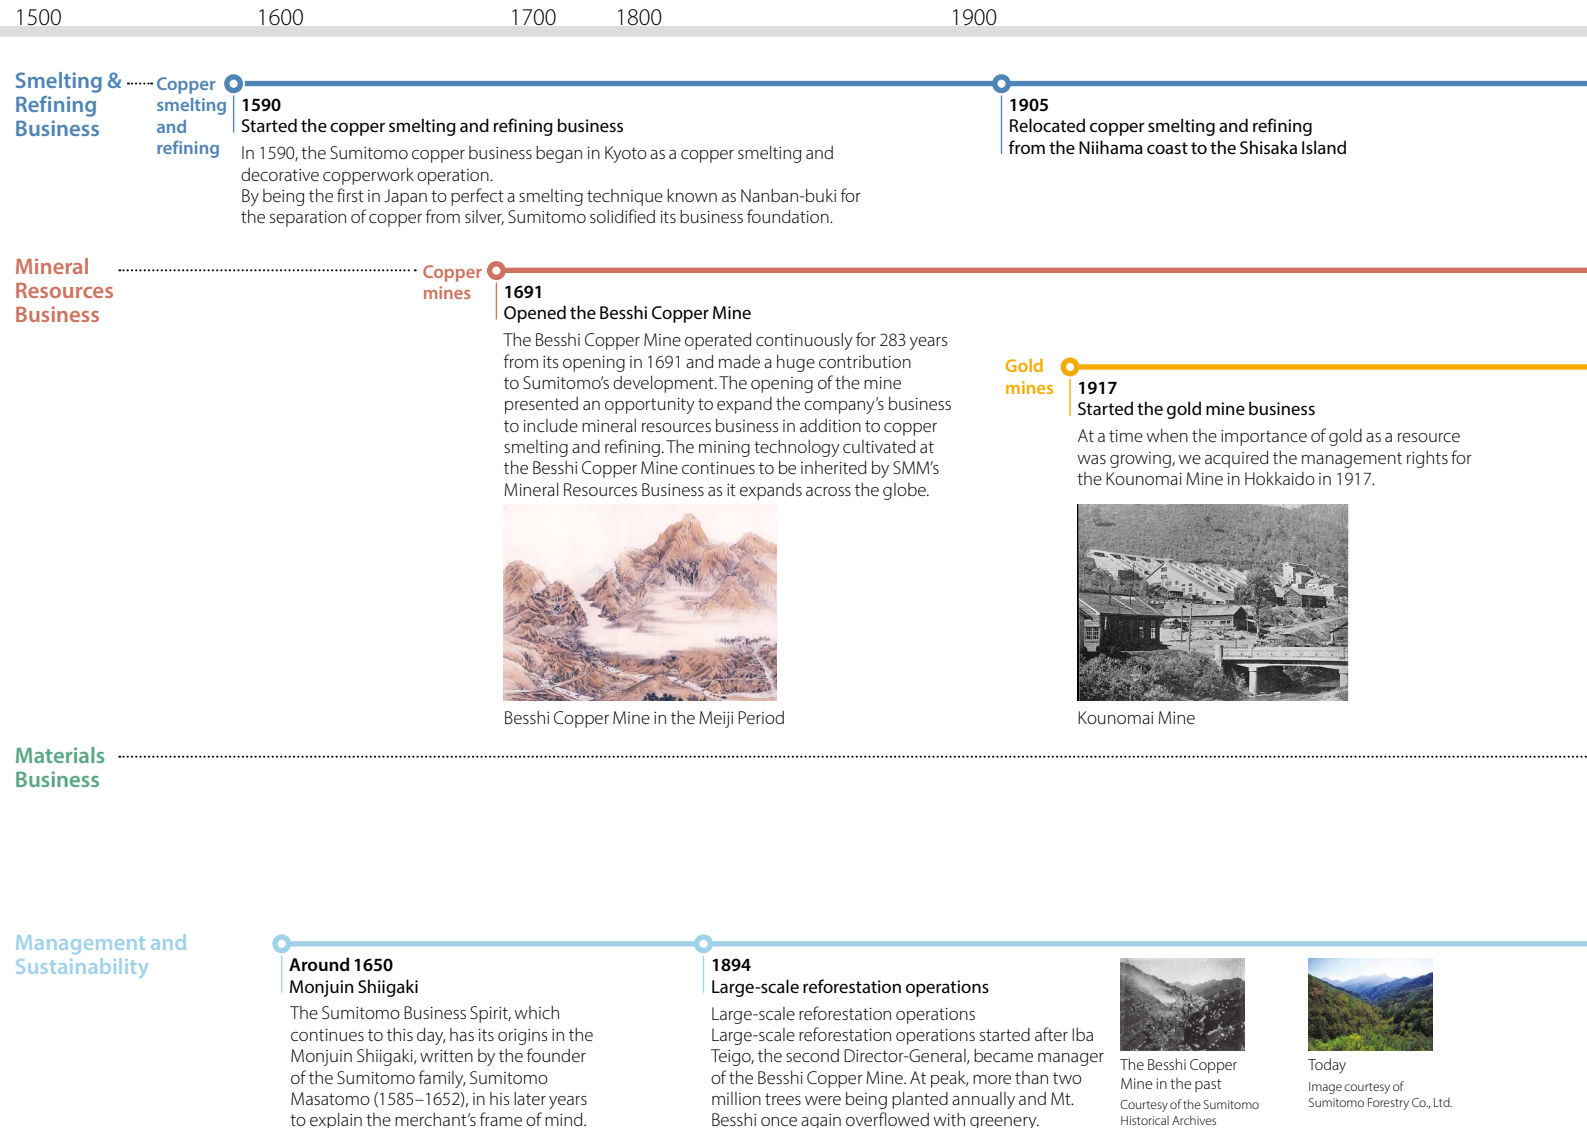 1500 1600 1700 1800 1900
Smelting &
Refining
Business
Copper
smelting
and
refining
1590
Started the copper smelting and refining business
In 1590, the Sumitomo copper business began in Kyoto as a copper smelting and
decorative copperwork operation.
By being the first in Japan to perfect a smelting technique known as Nanban-buki for
the separation of copper from silver, Sumitomo solidified its business foundation.
1905
Relocated copper smelting and refining
from the Niihama coast to the Shisaka Island
Mineral
Resources
Business
Copper
mines
1691
Opened the Besshi Copper Mine
The Besshi Copper Mine operated continuously for 283 years
from its opening in 1691 and made a huge contribution
to Sumitomo’s development. The opening of the mine
presented an opportunity to expand the company’s business
to include mineral resources business in addition to copper
smelting and refining. The mining technology cultivated at
the Besshi Copper Mine continues to be inherited by SMM’s
Mineral Resources Business as it expands across the globe.
Besshi Copper Mine in the Meiji Period
Gold
mines
1917
Started the gold mine business
At a time when the importance of gold as a resource
was growing, we acquired the management rights for
the Kounomai Mine in Hokkaido in 1917.
Kounomai Mine
Materials
Business
Management and
Sustainability
Around 1650
Monjuin Shiigaki
The Sumitomo Business Spirit, which
continues to this day, has its origins in the
Monjuin Shiigaki, written by the founder
of the Sumitomo family, Sumitomo
Masatomo (1585–1652), in his later years
to explain the merchant’s frame of mind.
1894
Large-scale reforestation operations
Large-scale reforestation operations
Large-scale reforestation operations started after Iba
Teigo, the second Director-General, became manager
of the Besshi Copper Mine. At peak, more than two
million trees were being planted annually and Mt.
Besshi once again overflowed with greenery.
The Besshi Copper
Mine in the past
Courtesy of the Sumitomo
Historical Archives
Today
Image courtesy of
Sumitomo Forestry Co., Ltd.